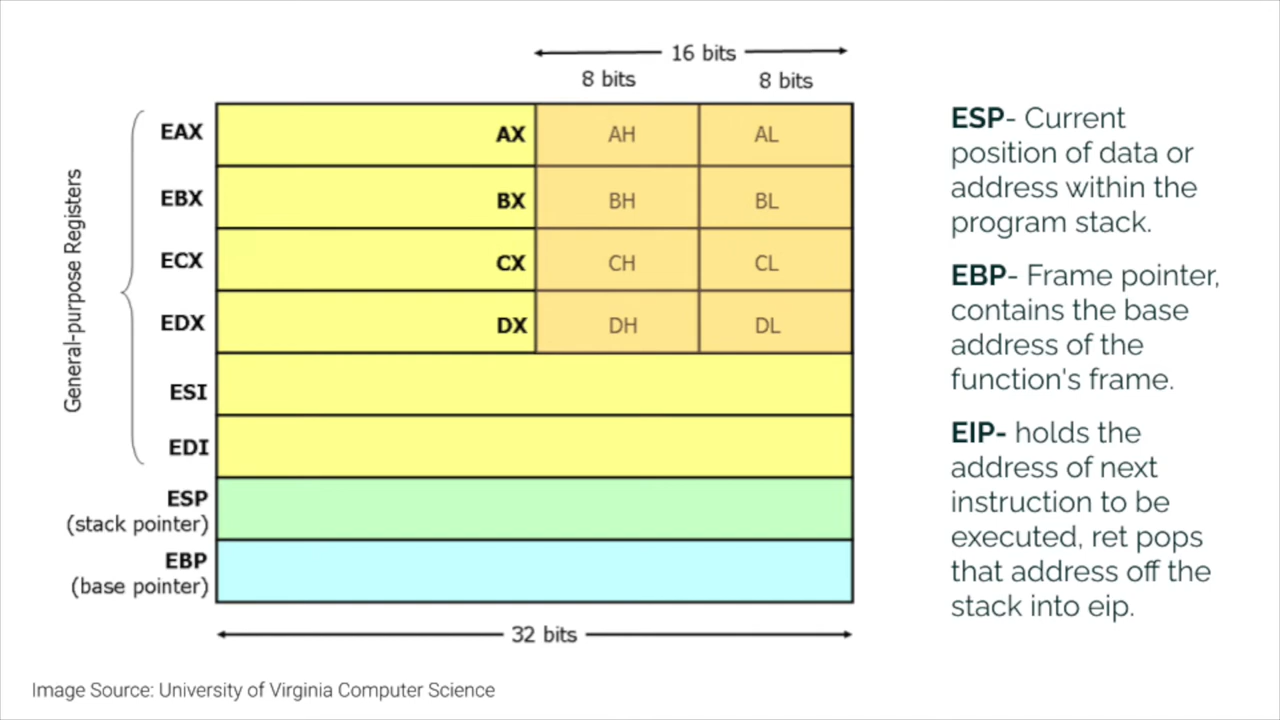 16 bits
8 bits
8 bits
General-purpose Registers
EAX
AX
AH
AL
EBX
BX
BH
BL
ECX
CX
CH
CL
EDX
DX
DH
DL
ESI
EDI
ESP
(stack pointer)
EBP
(base pointer)
32 bits
ESP- Current
position of data or
address within the
program stack.
EBP- Frame pointer,
contains the base
address of the
function's frame.
EIP- holds the
address of next
instruction to be
executed, ret pops
that address off the
stack into eip.
Image Source: University of Virginia Computer Science